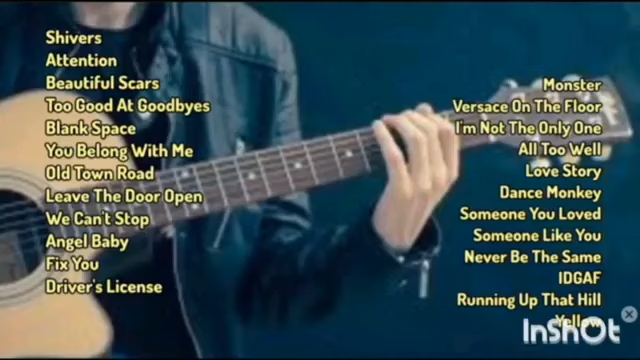 Shivers
Attention
Beautiful Scars
Too Good At Goodbyes
Blank Space
You Belong With Me
Old Town Road
Leave The Door Open
We Can't Stop
Angel Baby
Fix You
Driver's License
Monster
Versace On The Floor
I'm Not The Only One
All Too Well
Love Story
Dance Monkey
Someone You Loved
Someone Like You
Never Be The Same
IDGAF
Running Up That Hill
Yellow
InShOt